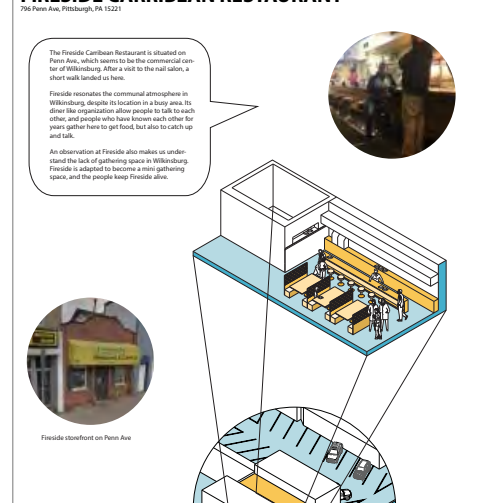 FIRESIDE CARRIBEAN RESTAURANT
796 Penn Ave, Pittsburgh, PA 15221
The Fireside Carribean Restaurant is situated on
Penn Ave., which seems to be the commercial cen-
ter of Wilkinsburg. After a visit to the nail salon, a
short walk landed us here.
Fireside resonates the communal atmosphere in
Wilkinsburg, despite its location in a busy area. Its
diner like organization allow people to talk to each
other, and people who have known each other for
years gather here to get food, but also to catch up
and talk.
An observation at Fireside also makes us under-
stand the lack of gathering space in Wilkinsburg.
Fireside is adapted to become a mini gathering
space, and the people keep Fireside alive.
Fireside storefront on Penn Ave